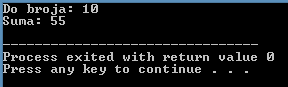 Do broja: 10
Suma: 55
--------------------------------
Process exited with return value 0
Press any key to continue . . .